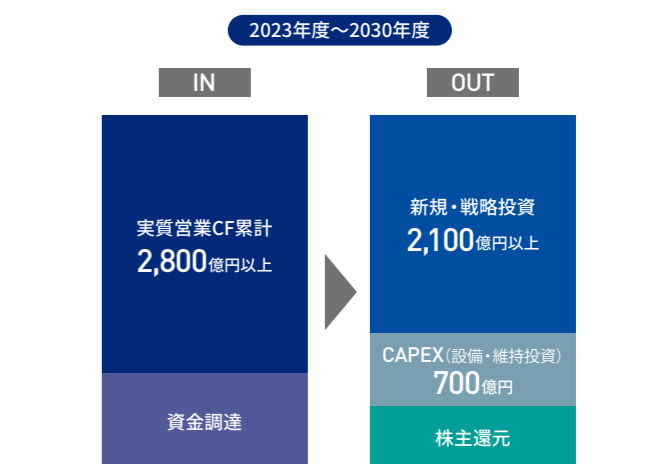 2023年度～2030年度
IN
OUT
実質営業CF累計
2,800億円以上
資金調達
新規・戦略投資
2,100億円以上
CAPEX（設備・維持投資）
700億円
株主還元